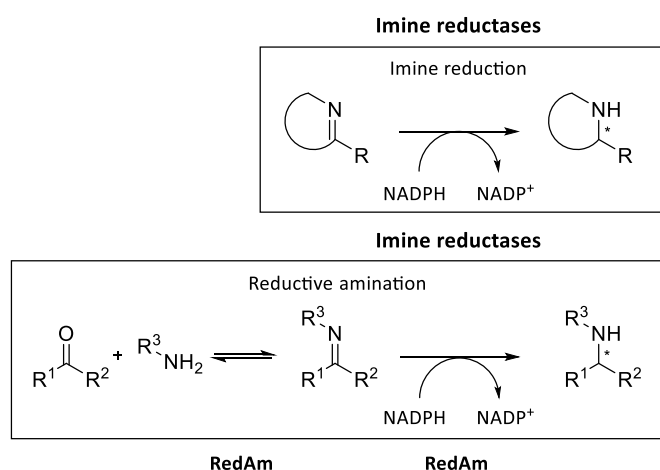 Imine reductases
Imine reduction
N
R
NADPH
NADP+
NH
*
R
Imine reductases
Reductive amination
O
R1
R2
+
R3
NH2
R3
N
R1
R2
NADPH
NADP+
R3
NH
*
R1
R2
RedAm
RedAm